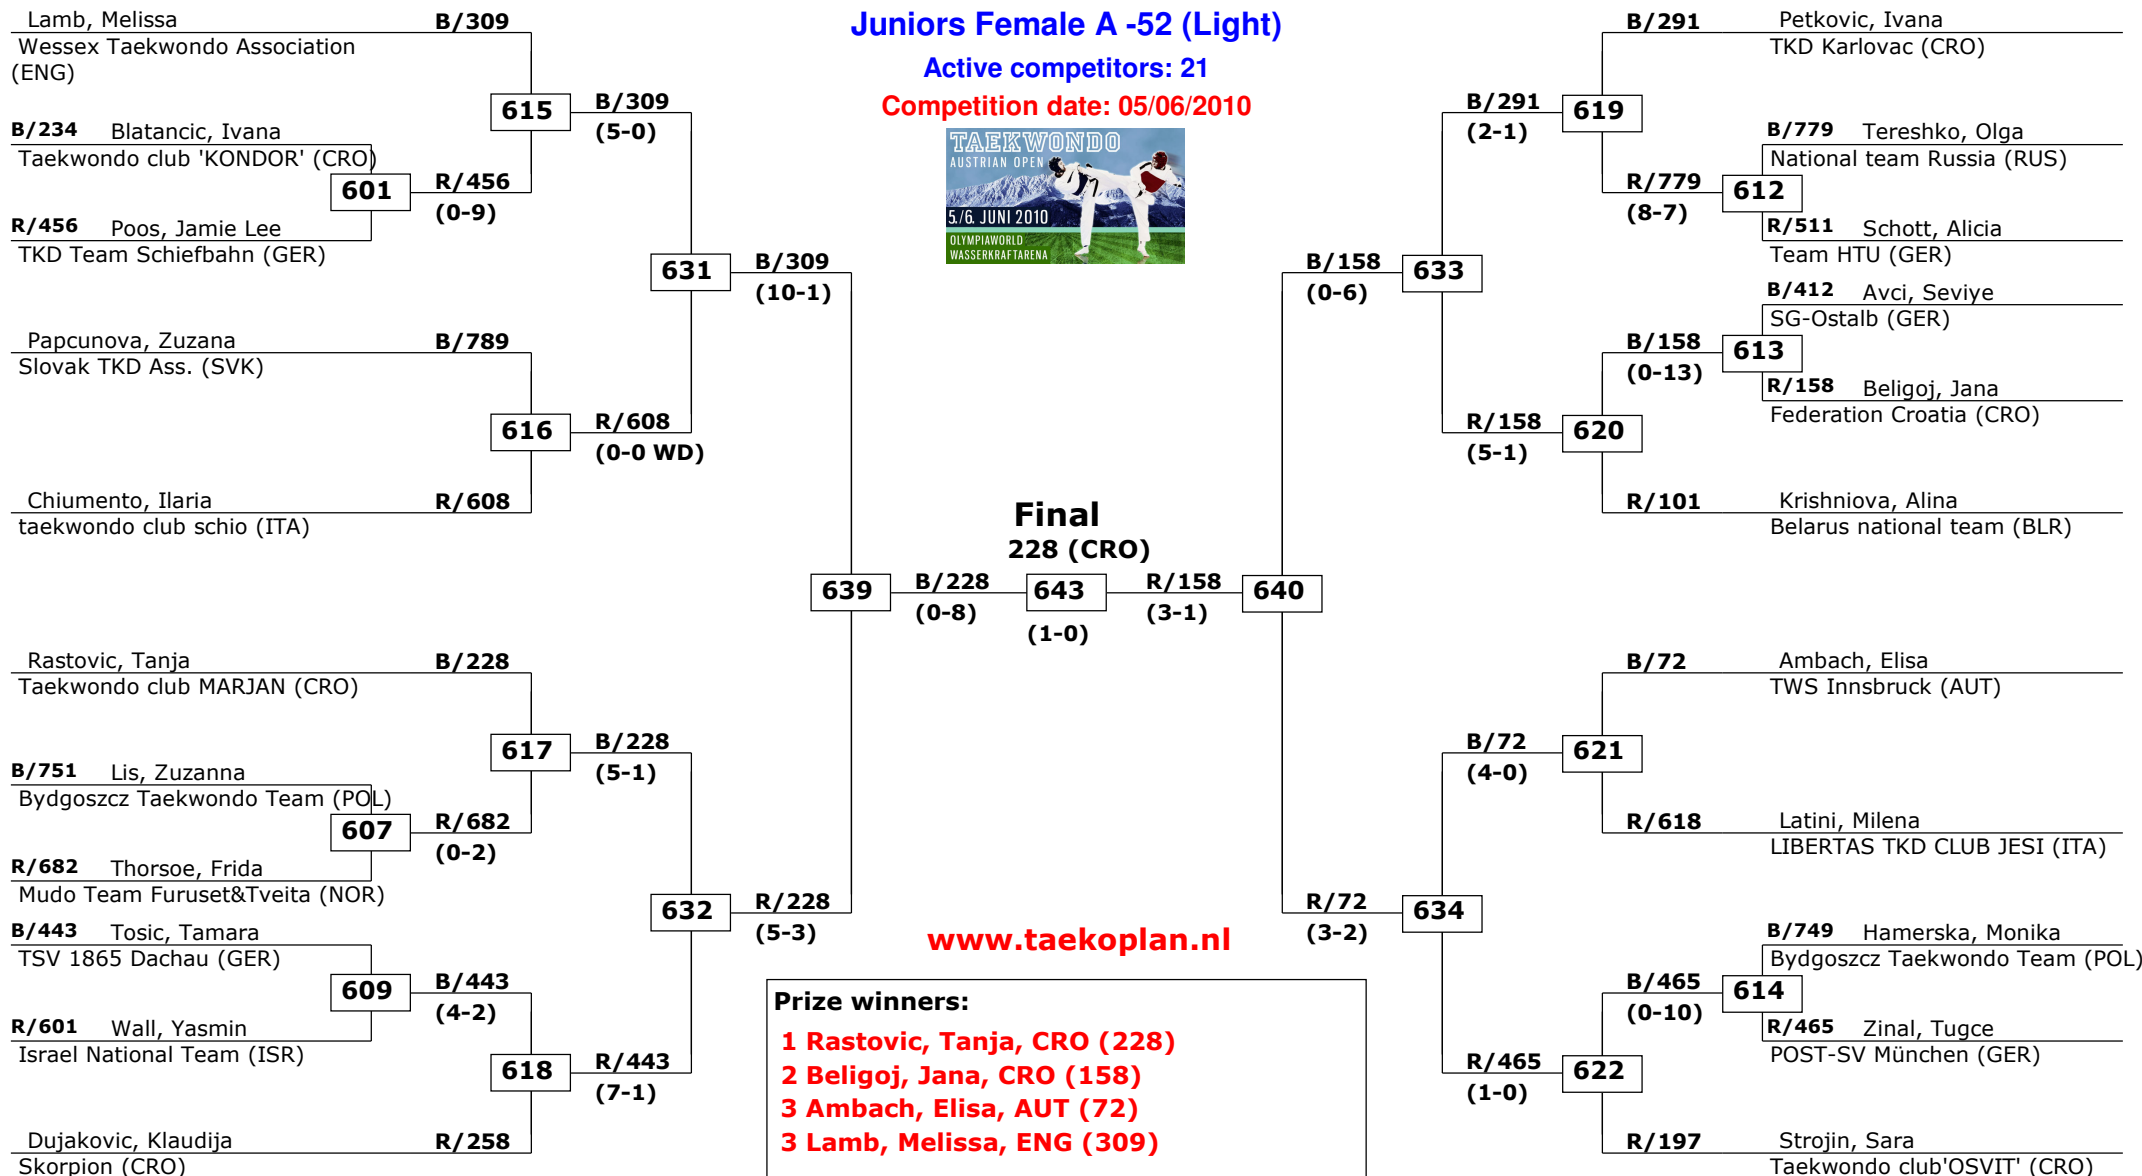 Juniors Female A -52 (Light)
Active competitors: 21
Competition date: 05/06/2010
TAEKWONDO
AUSTRIAN OPEN
5./6. JUNI 2010
OLYMPIAWORLD
WASSERKRAFTARENA
Lamb, Melissa B/309
Wessex Taekwondo Association
(ENG)
615
B/309
(5-0)
B/234 Blatancic, Ivana
Taekwondo club 'KONDOR' (CRO)
601
R/456
(0-9)
R/456 Poos, Jamie Lee
TKD Team Schiefbahn (GER)
631
B/309
(10-1)
Papcunova, Zuzana B/789
Slovak TKD Ass. (SVK)
616
R/608
(0-0 WD)
Chiumento, Ilaria R/608
taekwondo club schio (ITA)
639
B/228
(0-8)
Rastovic, Tanja B/228
Taekwondo club MARJAN (CRO)
617
B/228
(5-1)
B/751 Lis, Zuzanna
Bydgoszcz Taekwondo Team (POL)
607
R/682
(0-2)
R/682 Thorsoe, Frida
Mudo Team Furuset&Tveita (NOR)
632
R/228
(5-3)
B/443 Tosic, Tamara
TSV 1865 Dachau (GER)
609
B/443
(4-2)
R/601 Wall, Yasmin
Israel National Team (ISR)
618
R/443
(7-1)
Dujakovic, Klaudija R/258
Skorpion (CRO)
Final
228 (CRO)
643
(1-0)
R/158
(3-1)
640
B/291 Petkovic, Ivana
TKD Karlovac (CRO)
B/291
(2-1)
619
B/779 Tereshko, Olga
National team Russia (RUS)
R/779
(8-7)
612
R/511 Schott, Alicia
Team HTU (GER)
B/158
(0-6)
633
B/412 Avci, Seviye
SG-Ostalb (GER)
B/158
(0-13)
613
R/158 Beligoj, Jana
Federation Croatia (CRO)
R/158
(5-1)
620
R/101 Krishniova, Alina
Belarus national team (BLR)
B/72 Ambach, Elisa
TWS Innsbruck (AUT)
B/72
(4-0)
621
R/618 Latini, Milena
LIBERTAS TKD CLUB JESI (ITA)
R/72
(3-2)
634
B/749 Hamerska, Monika
Bydgoszcz Taekwondo Team (POL)
B/465
(0-10)
614
R/465 Zinal, Tugce
POST-SV München (GER)
R/465
(1-0)
622
R/197 Strojin, Sara
Taekwondo club'OSVIT' (CRO)
www.taekoplan.nl
Prize winners:
1 Rastovic, Tanja, CRO (228)
2 Beligoj, Jana, CRO (158)
3 Ambach, Elisa, AUT (72)
3 Lamb, Melissa, ENG (309)